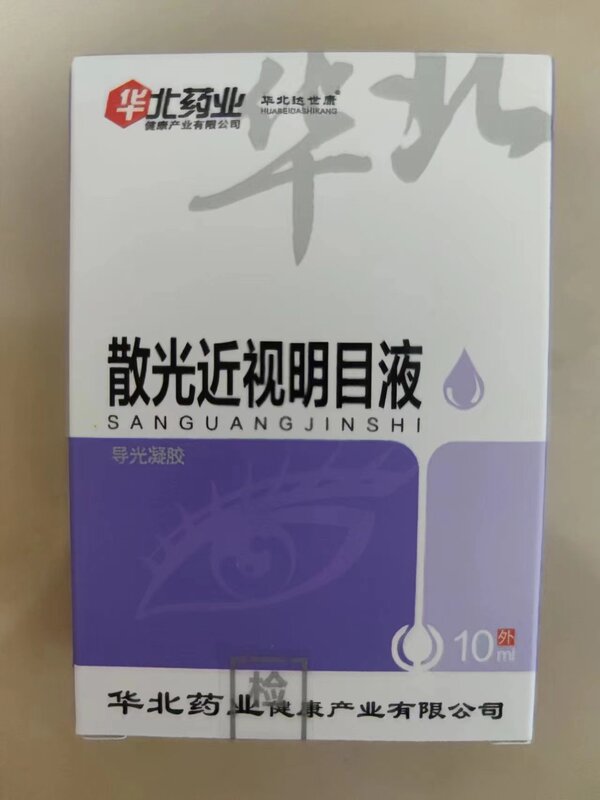 华北药业
健康产业有限公司
华北达世康®
HUABEIDASHIKANG
华北
散光近视明目液
SANGUANGJINSHI
导光凝胶
10ml
外
检
华北药业健康产业有限公司